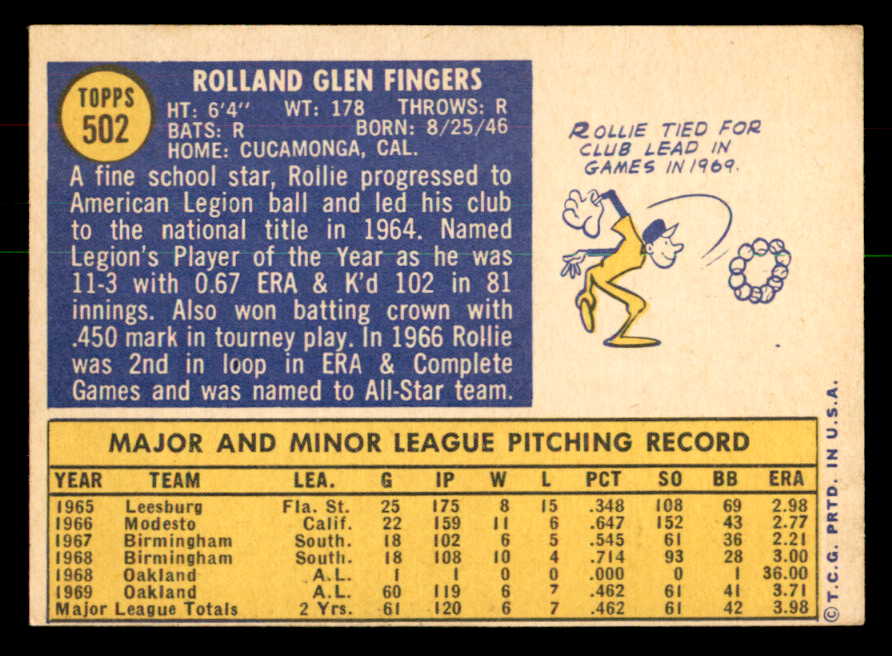 TOPPS
502
ROLLAND GLEN FINGERS
HT: 6'4" WT: 178 THROWS: R
BATS: R BORN: 8/25/46
HOME: CUCAMONGA, CAL.
A fine school star, Rollie progressed to
American Legion ball and led his club
to the national title in 1964. Named
Legion's Player of the Year as he was
11-3 with 0.67 ERA & K'd 102 in 81
innings. Also won batting crown with
.450 mark in tourney play. In 1966 Rollie
was 2nd in loop in ERA & Complete
Games and was named to All-Star team.
ROLLIE TIED FOR
CLUB LEAD IN
GAMES IN 1969.
MAJOR AND MINOR LEAGUE PITCHING RECORD
YEAR TEAM LEA. G IP W L PCT SO BB ERA
1965 Leesburg Fla. St. 25 175 8 15 .348 108 69 2.98
1966 Modesto Calif. 22 159 11 6 .647 152 43 2.77
1967 Birmingham South. 18 102 6 5 .545 61 36 2.21
1968 Birmingham South. 18 108 10 4 .714 93 28 3.00
1968 Oakland A.L. 1 1 0 0 .000 0 1 36.00
1969 Oakland A.L. 60 119 6 7 .462 61 41 3.71
Major League Totals 2 Yrs. 61 120 6 7 .462 61 42 3.98
© T.C.G. PRTD. IN U.S.A.